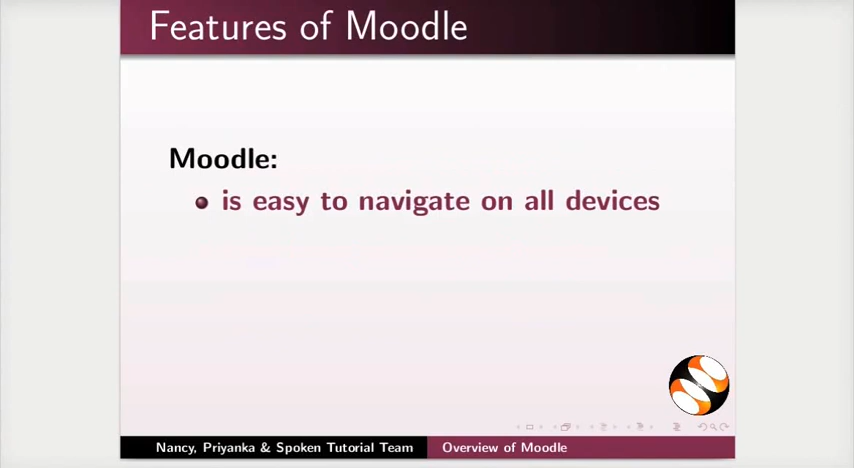 Features of Moodle
Moodle:
is easy to navigate on all devices
Nancy, Priyanka & Spoken Tutorial Team
Overview of Moodle